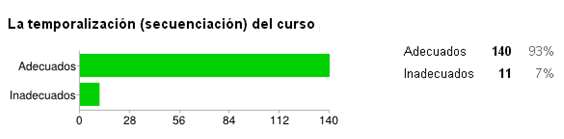 La temporalización (secuenciación) del curso
Adecuados
Inadecuados
0 28 56 84 112 140
Adecuados 140 93%
Inadecuados 11 7%